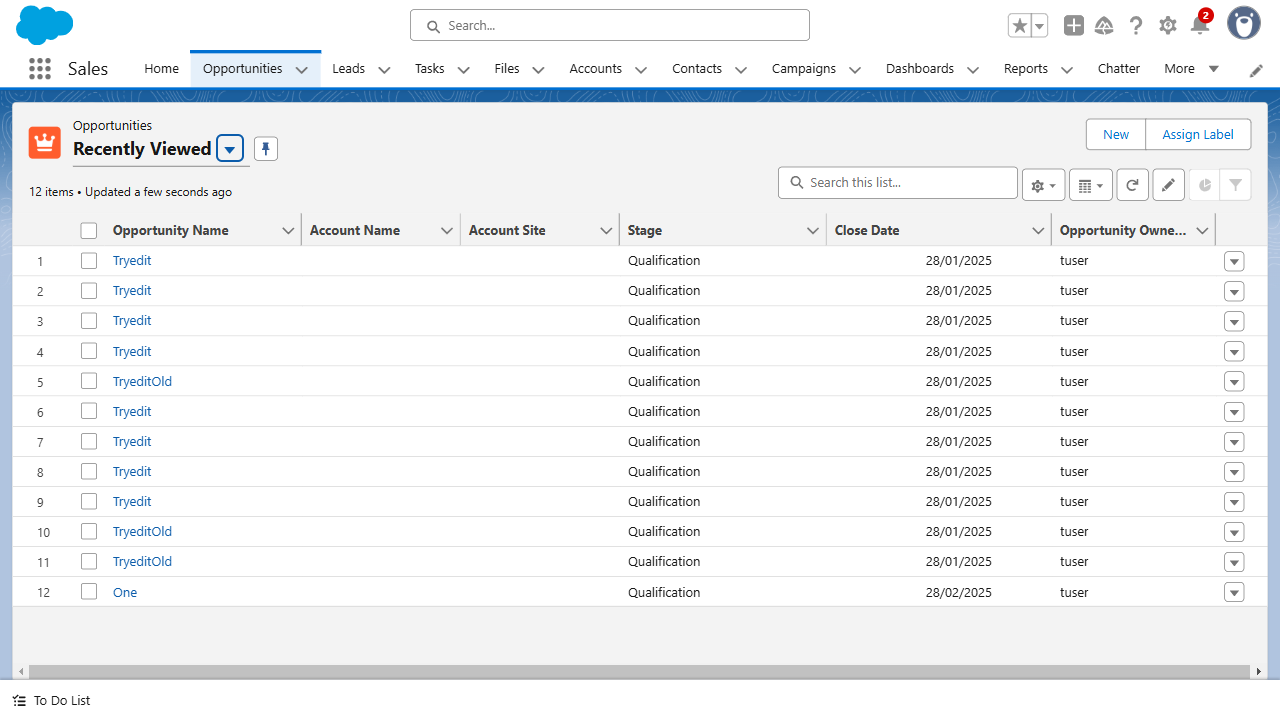 Search...
2
Sales
Home Opportunities Leads Tasks Files Accounts Contacts Campaigns Dashboards Reports Chatter More
Opportunities
Recently Viewed
New Assign Label
12 items • Updated a few seconds ago
Search this list...
Opportunity Name Account Name Account Site Stage Close Date Opportunity Owne...
1 Tryedit Qualification 28/01/2025 tuser
2 Tryedit Qualification 28/01/2025 tuser
3 Tryedit Qualification 28/01/2025 tuser
4 Tryedit Qualification 28/01/2025 tuser
5 TryeditOld Qualification 28/01/2025 tuser
6 Tryedit Qualification 28/01/2025 tuser
7 Tryedit Qualification 28/01/2025 tuser
8 Tryedit Qualification 28/01/2025 tuser
9 Tryedit Qualification 28/01/2025 tuser
10 TryeditOld Qualification 28/01/2025 tuser
11 TryeditOld Qualification 28/01/2025 tuser
12 One Qualification 28/02/2025 tuser
To Do List